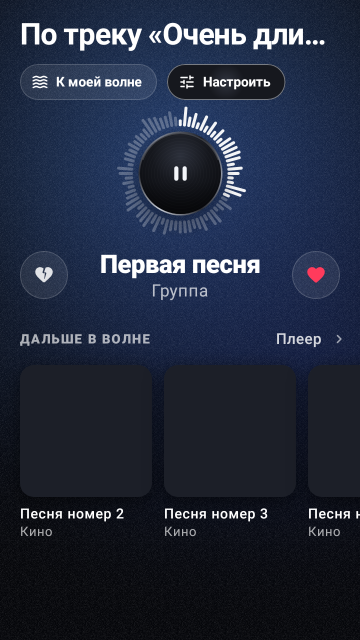 По треку «Очень дли...
К моей волне
Настроить
Первая песня
Группа
ДАЛЬШЕ В ВОЛНЕ
Плеер
Песня номер 2
Песня номер 3
Песня н
Кино
Кино
Кино